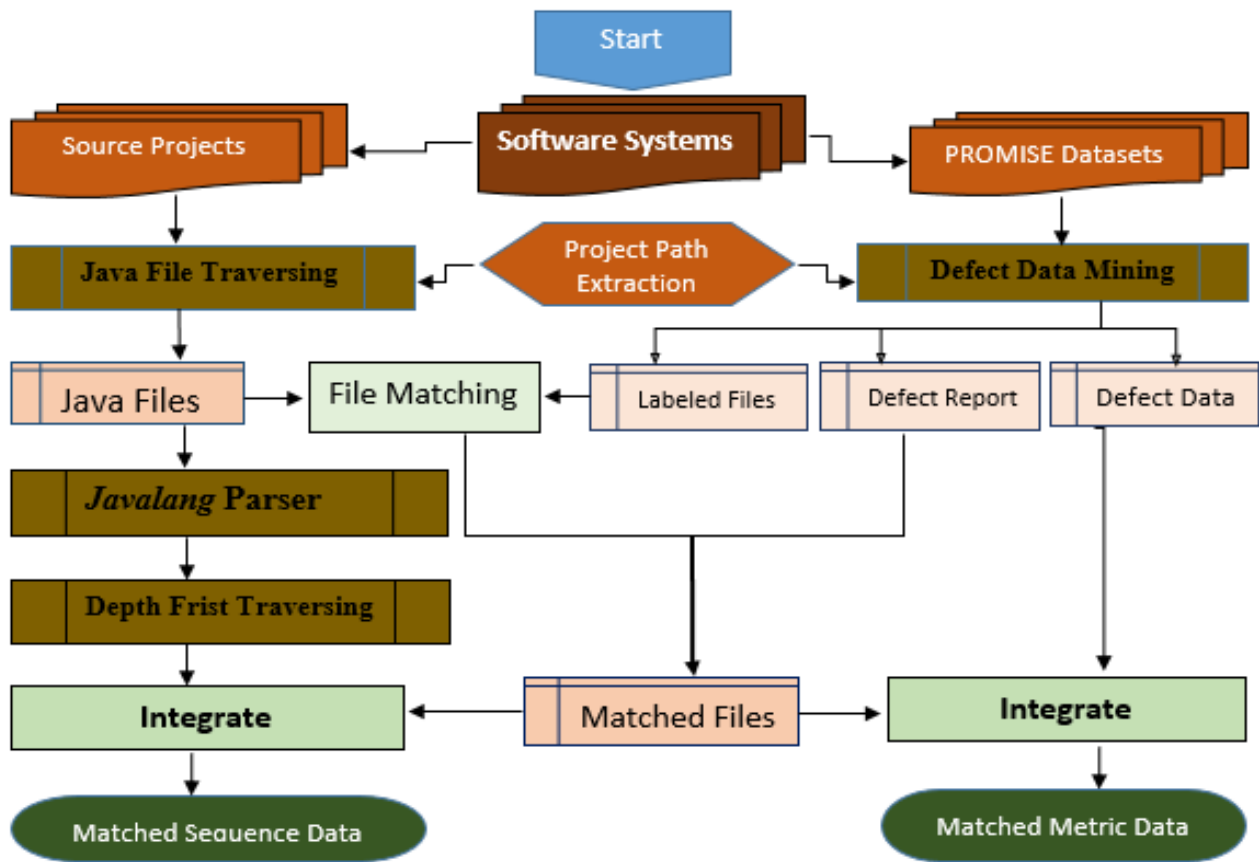 Start
Source Projects
Software Systems
PROMISE Datasets
Java File Traversing
Project Path
Extraction
Defect Data Mining
Java Files
File Matching
Labeled Files
Defect Report
Defect Data
Javalang Parser
Depth Frist Traversing
Integrate
Matched Files
Integrate
Matched Sequence Data
Matched Metric Data